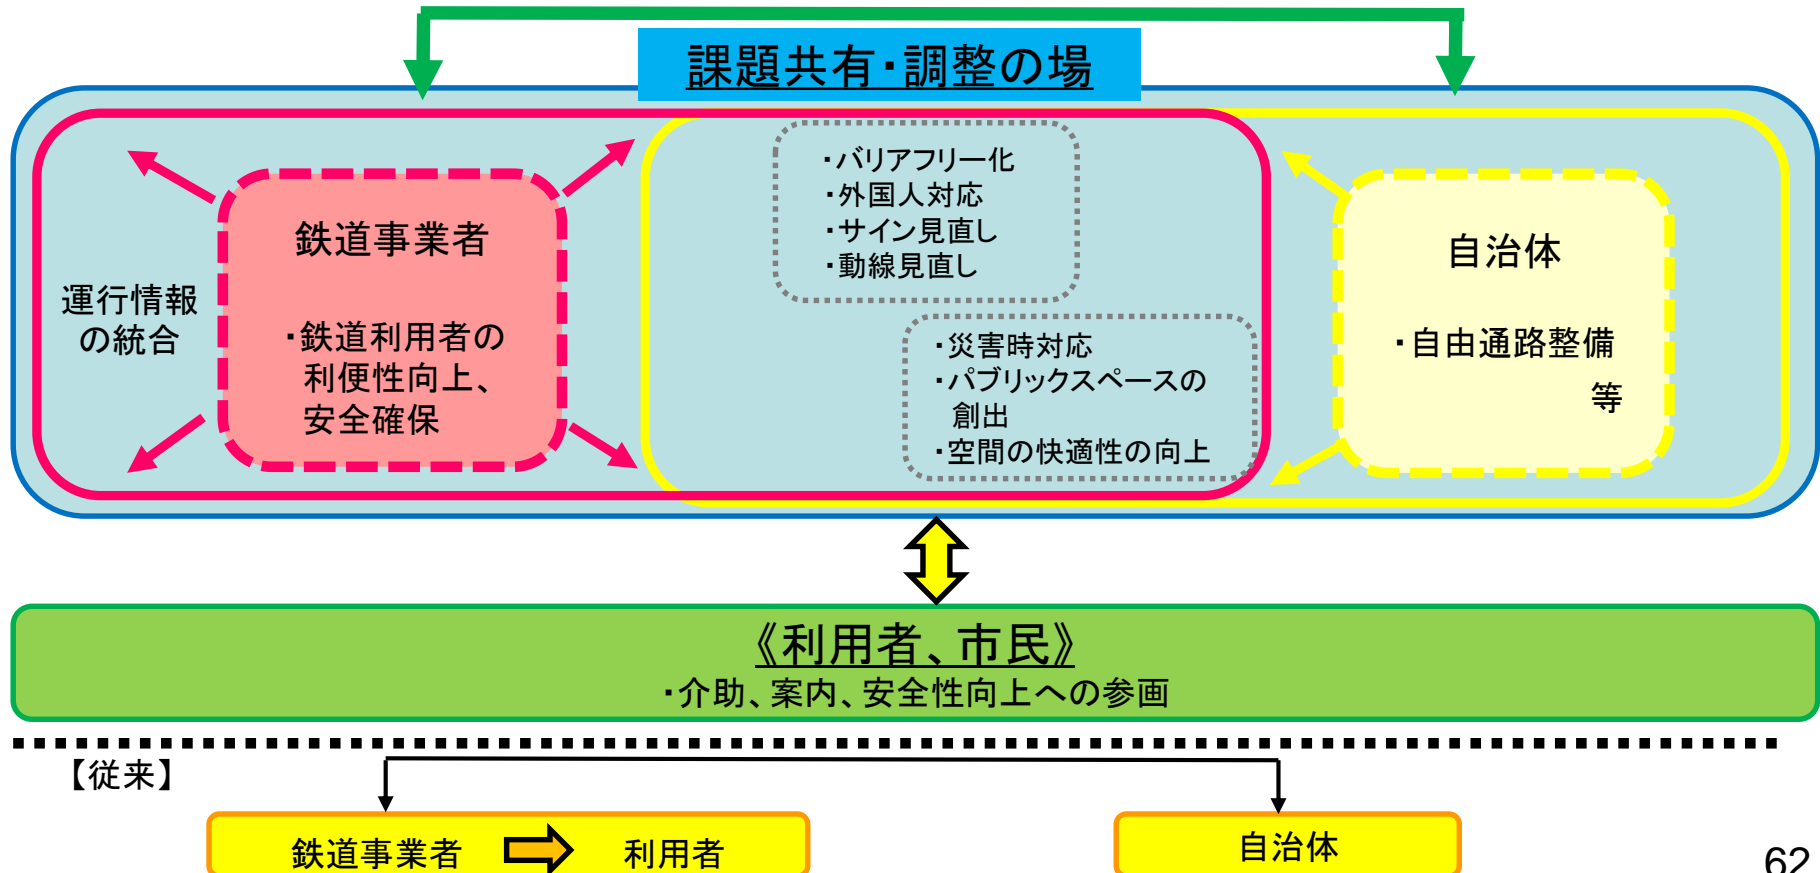 課題共有・調整の場
運行情報
の統合
鉄道事業者
・鉄道利用者の
利便性向上、
安全確保
・バリアフリー化
・外国人対応
・サイン見直し
・動線見直し
・災害時対応
・パブリックスペースの
創出
・空間の快適性の向上
自治体
・自由通路整備
等
《利用者、市民》
・介助、案内、安全性向上への参画
【従来】
鉄道事業者
利用者
自治体
62